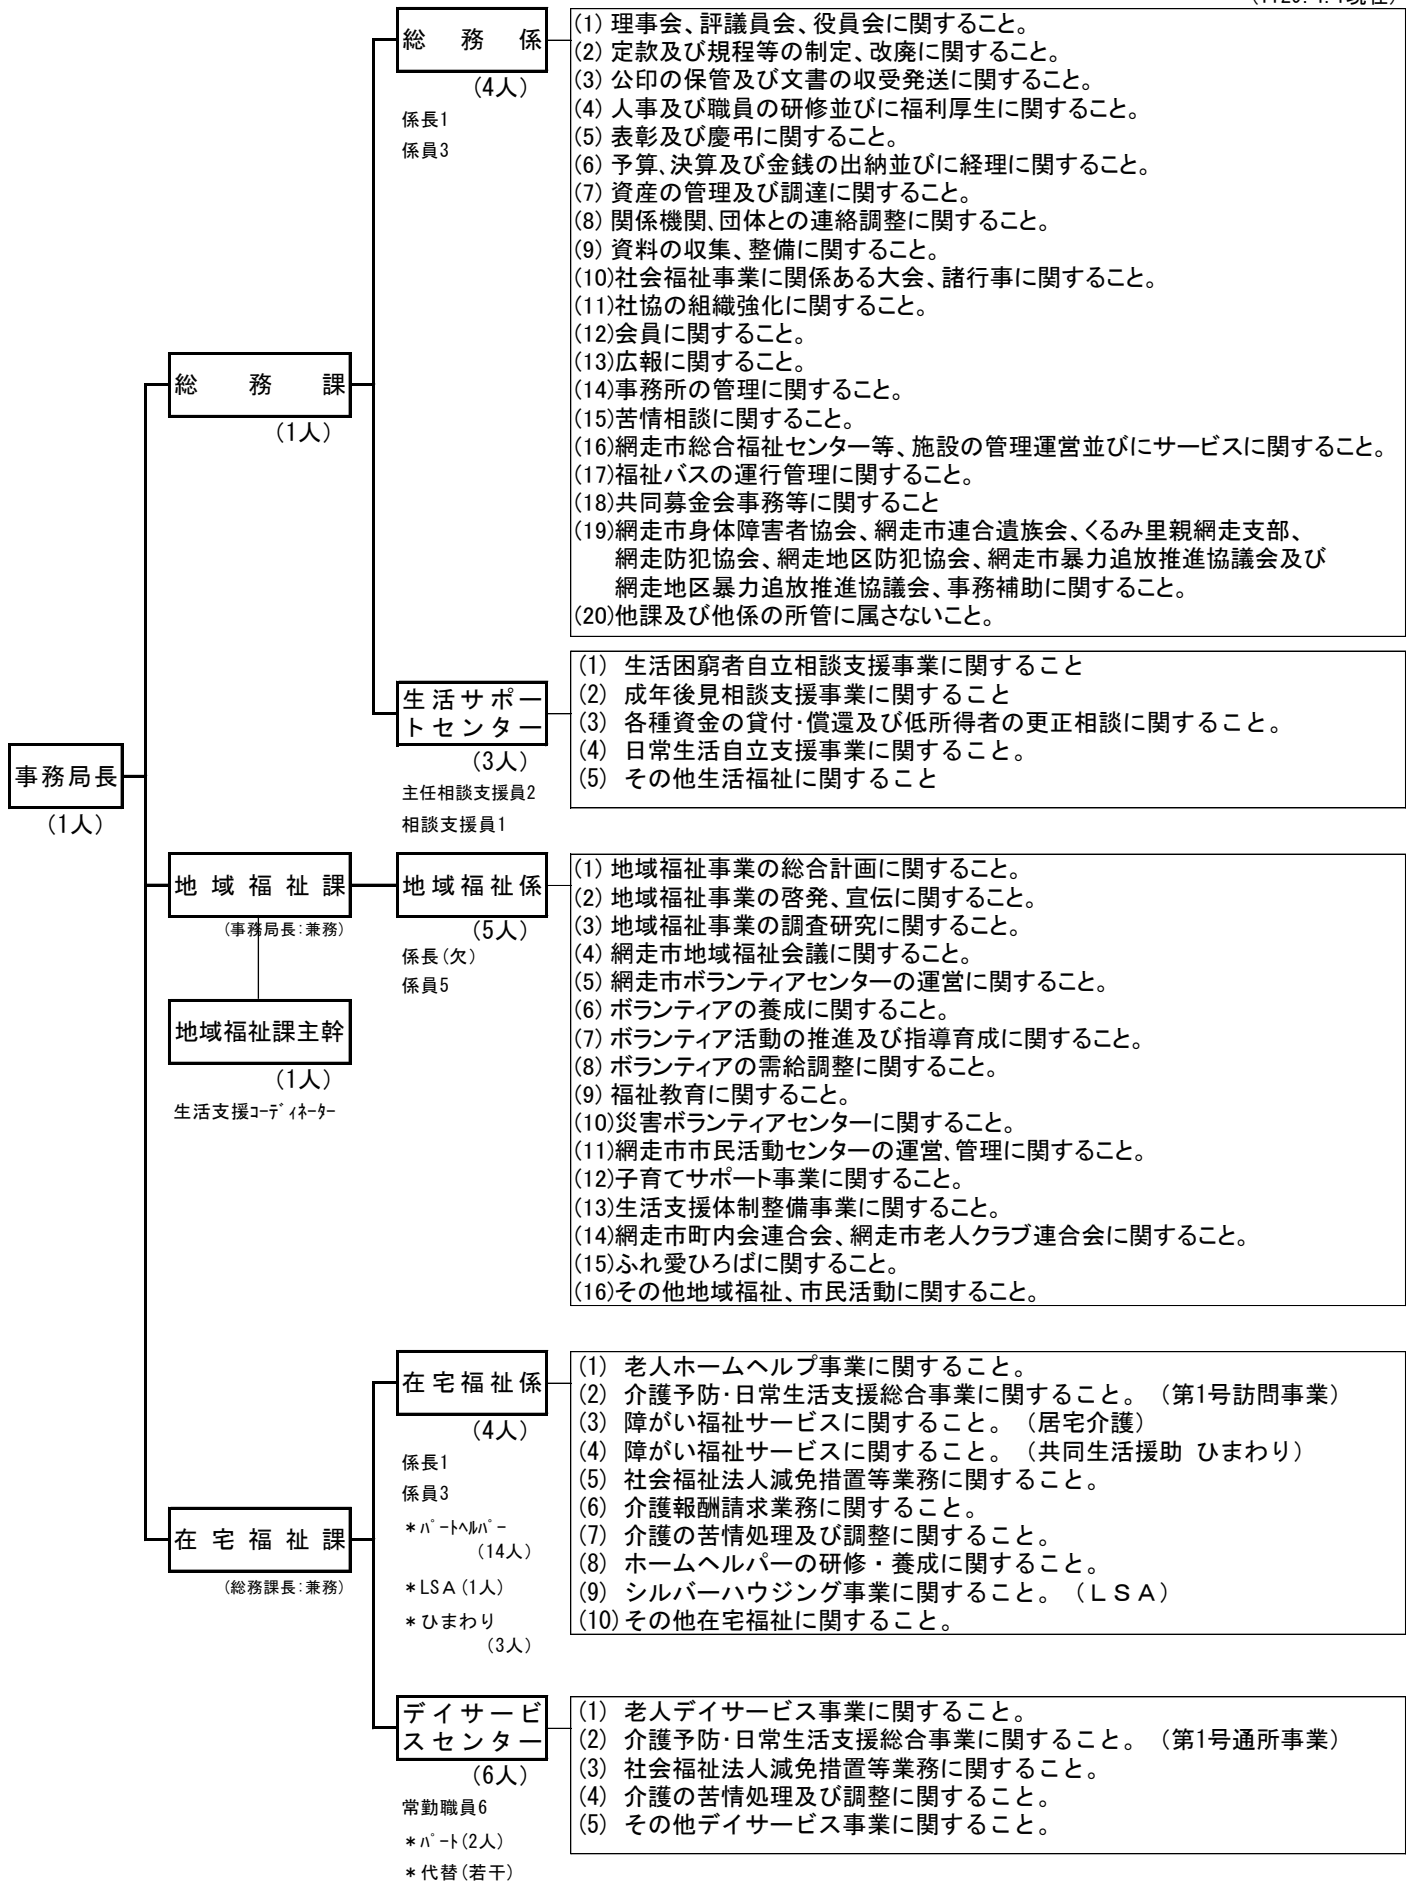 総務係
(4人)
係長1
係員3
(1) 理事会、評議員会、役員会に関すること。
(2) 定款及び規程等の制定、改廃に関すること。
(3) 公印の保管及び文書の収受発送に関すること。
(4) 人事及び職員の研修並びに福利厚生に関すること。
(5) 表彰及び慶弔に関すること。
(6) 予算、決算及び金銭の出納並びに経理に関すること。
(7) 資産の管理及び調達に関すること。
(8) 関係機関、団体との連絡調整に関すること。
(9) 資料の収集、整備に関すること。
(10)社会福祉事業に関係ある大会、諸行事に関すること。
(11)社協の組織強化に関すること。
(12)会員に関すること。
(13)広報に関すること。
(14)事務所の管理に関すること。
(15)苦情相談に関すること。
(16)網走市総合福祉センター等、施設の管理運営並びにサービスに関すること。
(17)福祉バスの運行管理に関すること。
(18)共同募金会事務等に関すること
(19)網走市身体障害者協会、網走市連合遺族会、くるみ里親網走支部、
網走防犯協会、網走地区防犯協会、網走市暴力追放推進協議会及び
網走地区暴力追放推進協議会、事務補助に関すること。
(20)他課及び他係の所管に属さないこと。
総務課
(1人)
生活サポー
トセンター
(3人)
主任相談支援員2
相談支援員1
(1) 生活困窮者自立相談支援事業に関すること
(2) 成年後見相談支援事業に関すること
(3) 各種資金の貸付・償還及び低所得者の更正相談に関すること。
(4) 日常生活自立支援事業に関すること。
(5) その他生活福祉に関すること
事務局長
(1人)
地域福祉課
(事務局長:兼務)
地域福祉係
(5人)
係長(欠)
係員5
(1) 地域福祉事業の総合計画に関すること。
(2) 地域福祉事業の啓発、宣伝に関すること。
(3) 地域福祉事業の調査研究に関すること。
(4) 網走市地域福祉会議に関すること。
(5) 網走市ボランティアセンターの運営に関すること。
(6) ボランティアの養成に関すること。
(7) ボランティア活動の推進及び指導育成に関すること。
(8) ボランティアの需給調整に関すること。
(9) 福祉教育に関すること。
(10)災害ボランティアセンターに関すること。
(11)網走市市民活動センターの運営、管理に関すること。
(12)子育てサポート事業に関すること。
(13)生活支援体制整備事業に関すること。
(14)網走市町内会連合会、網走市老人クラブ連合会に関すること。
(15)ふれ愛ひろばに関すること。
(16)その他地域福祉、市民活動に関すること。
地域福祉課主幹
(1人)
生活支援ｺｰﾃﾞｨﾈｰﾀｰ
在宅福祉係
(4人)
係長1
係員3
*ﾊﾟｰﾄﾍﾙﾊﾟｰ
(14人)
*LSA(1人)
*ひまわり
(3人)
(1) 老人ホームヘルプ事業に関すること。
(2) 介護予防・日常生活支援総合事業に関すること。（第1号訪問事業）
(3) 障がい福祉サービスに関すること。（居宅介護）
(4) 障がい福祉サービスに関すること。（共同生活援助 ひまわり）
(5) 社会福祉法人減免措置等業務に関すること。
(6) 介護報酬請求業務に関すること。
(7) 介護の苦情処理及び調整に関すること。
(8) ホームヘルパーの研修・養成に関すること。
(9) シルバーハウジング事業に関すること。（ＬＳＡ）
(10)その他在宅福祉に関すること。
在宅福祉課
(総務課長:兼務)
デイサービ
スセンター
(6人)
常勤職員6
*ﾊﾟｰﾄ(2人)
*代替(若干)
(1) 老人デイサービス事業に関すること。
(2) 介護予防・日常生活支援総合事業に関すること。（第1号通所事業）
(3) 社会福祉法人減免措置等業務に関すること。
(4) 介護の苦情処理及び調整に関すること。
(5) その他デイサービス事業に関すること。